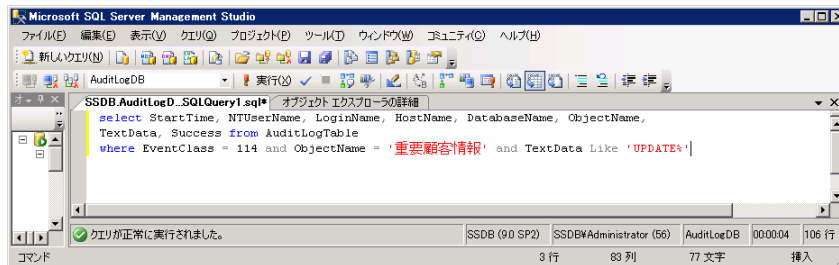 Microsoft SQL Server Management Studio
ファイル(F) 編集(E) 表示(V) クエリ(Q) プロジェクト(P) ツール(T) ウィンドウ(W) コミュニティ(C) ヘルプ(H)
新しいクエリ(N)
AuditLogDB 実行(X)
オ SSDB.AuditLogD...SQLQuery1.sql* オブジェクト エクスプローラの詳細
select StartTime, NTUserName, LoginName, HostName, DatabaseName, ObjectName,
TextData, Success from AuditLogTable
where EventClass = 114 and ObjectName = '重要顧客情報' and TextData Like 'UPDATE%'
クエリが正常に実行されました。 SSDB (9.0 SP2) SSDB¥Administrator (56) AuditLogDB 00:00:04 106 行
コマンド 3 行 83 列 77 文字 挿入